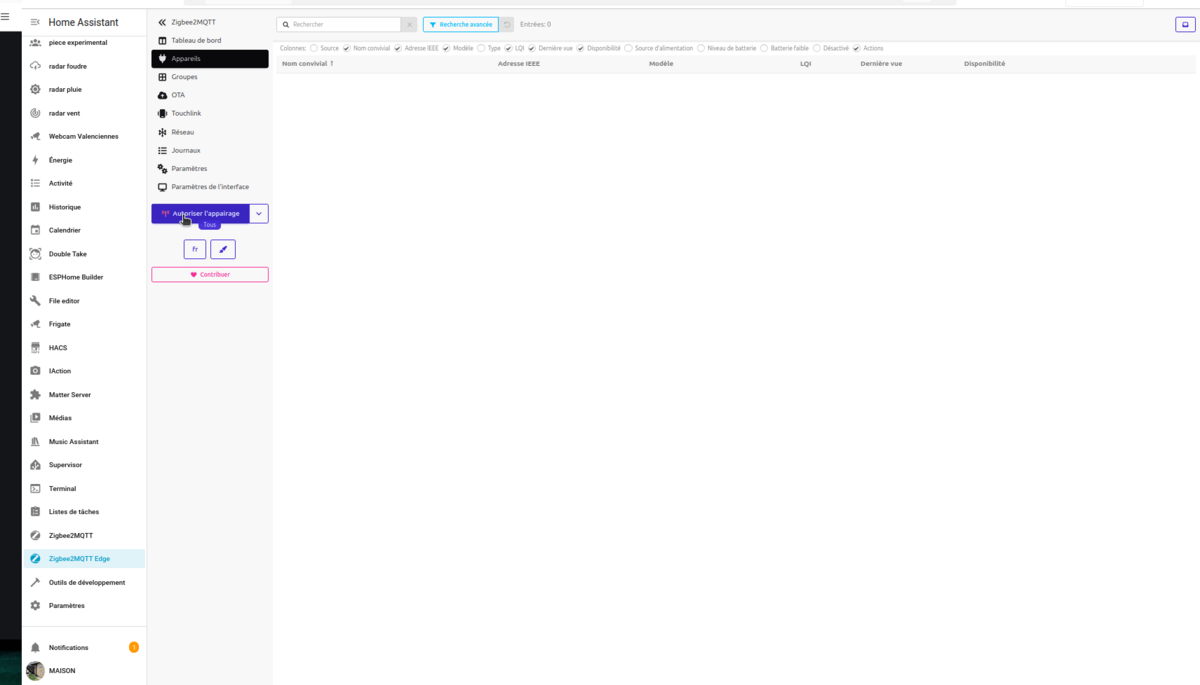 Home Assistant
piece experimental
radar foudre
radar pluie
radar vent
Webcam Valenciennes
Énergie
Activité
Historique
Calendrier
Double Take
ESPHome Builder
File editor
Frigate
HACS
IAction
Matter Server
Médias
Music Assistant
Supervisor
Terminal
Listes de tâches
Zigbee2MQTT
Zigbee2MQTT Edge
Outils de développement
Paramètres
Notifications 1
MAISON
Zigbee2MQTT
Tableau de bord
Appareils
Groupes
OTA
Touchlink
Réseau
Journaux
Paramètres
Paramètres de l'interface
Autoriser l'appairage
Tous
fr
Contribuer
Rechercher Recherche avancée Entrées: 0
Colonnes: Source Nom convivial Adresse IEEE Modèle Type LQI Dernière vue Disponibilité Source d'alimentation Niveau de batterie Batterie faible Désactivé Actions
Nom convivial ↑ Adresse IEEE Modèle LQI Dernière vue Disponibilité